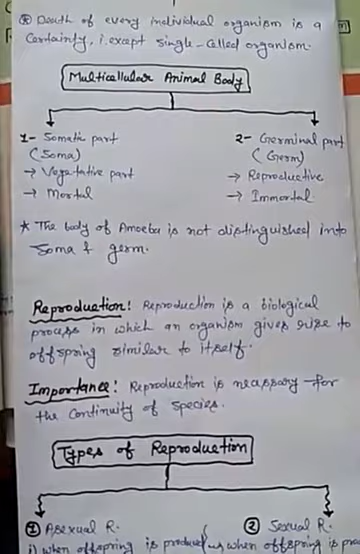 ⊛ Death of every individual organism is a
Certainty, i.except single-celled organism.
Multicellular Animal Body
1- Somatic part
(Soma)
→ Vegetative part
→ Mortal
2- Germinal part
(Germ)
→ Reproductive
→ Immortal
* The body of Amoeba is not distinguished into
soma & germ.
Reproduction: Reproduction is a biological
process in which an organism gives rise to
offspring similar to itself.
Importance: Reproduction is necessary for
the continuity of species.
Types of Reproduction
① Asexual R.
② Sexual R.
i) when offspring is produced
when offspring is